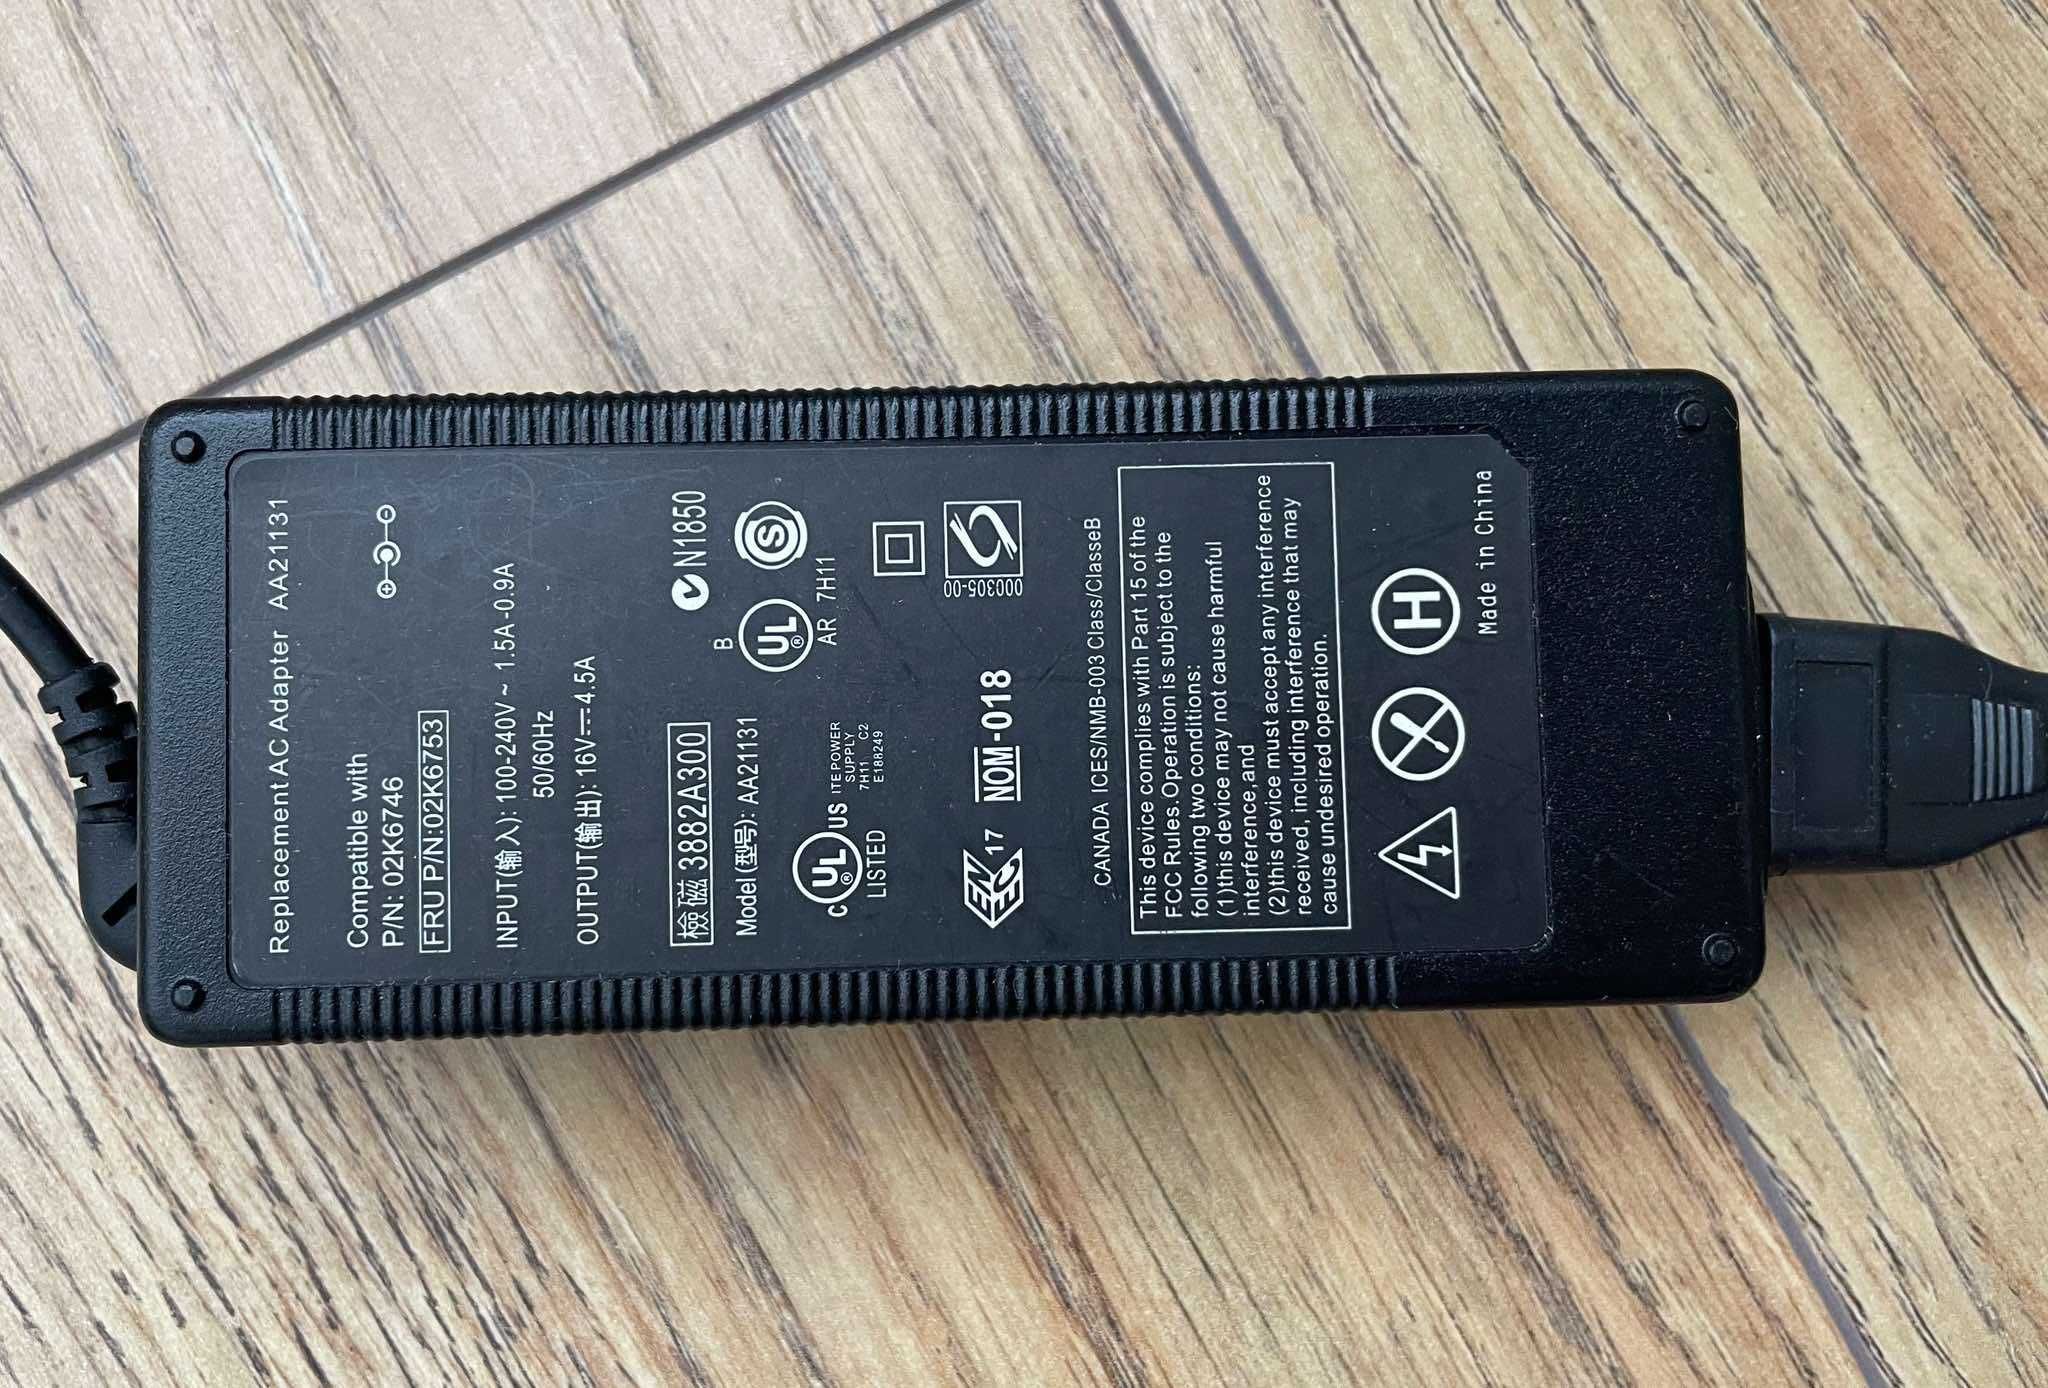 Replacement AC Adapter AA21131
Compatible with
P/N: 02K6746
FRU P/N:02K6753
INPUT(输入): 100-240V ~ 1.5A-0.9A
50/60Hz
OUTPUT(输出): 16V⎓4.5A
檢磁 3882A300
N1850
Model (型号): AA21131
B
UL ®
S
AR 7H11
C UL ® US
LISTED
ITE POWER
SUPPLY
7H11 C2
E188249
17
NOM-018
000305-00
CANADA ICES/NMB-003 Class/ClasseB
This device complies with Part 15 of the
FCC Rules.Operation is subject to the
following two conditions:
(1)this device may not cause harmful
interference,and
(2)this device must accept any interference
received, including interference that may
cause undesired operation.
H
Made in China